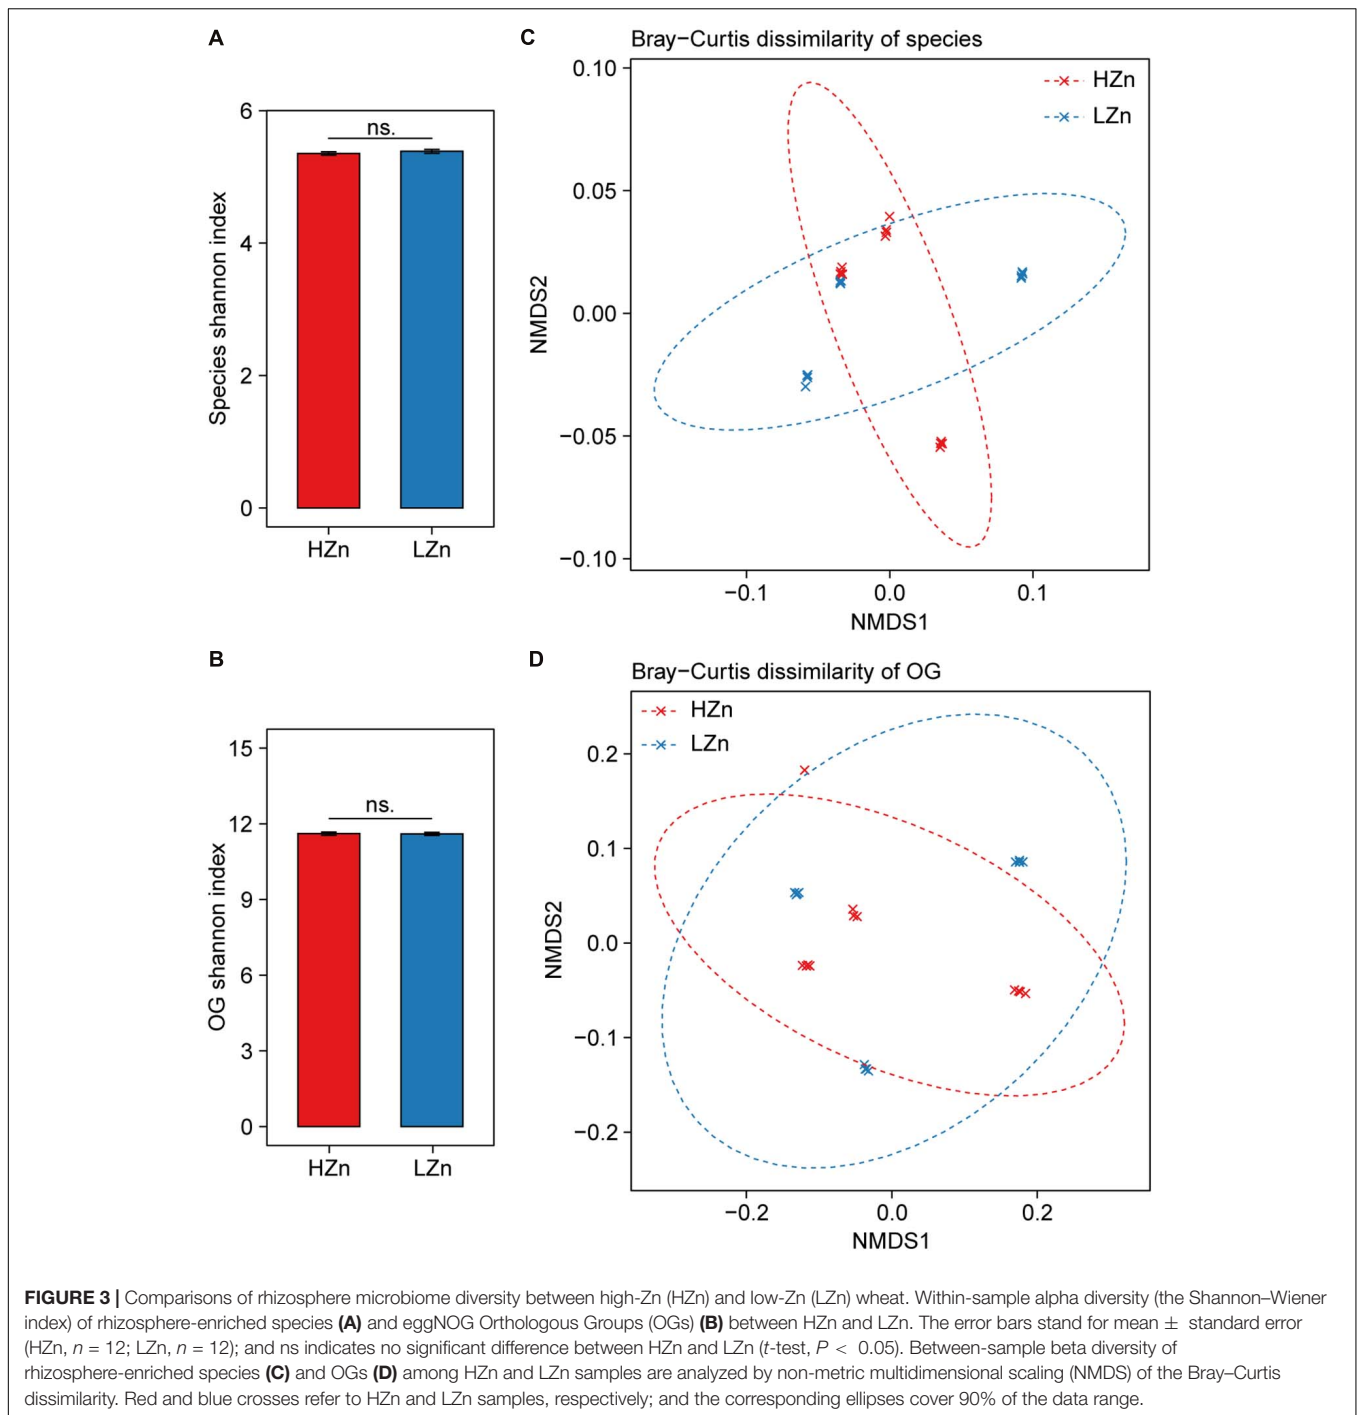 A
6
4
2
0
Species shannon index
ns.
HZn LZn
C
Bray−Curtis dissimilarity of species
HZn
LZn
0.10
0.05
0.00
−0.05
−0.10
NMDS2
−0.1 0.0 0.1
NMDS1
B
15
12
9
6
3
0
OG shannon index
ns.
HZn LZn
D
Bray−Curtis dissimilarity of OG
HZn
LZn
0.2
0.1
0.0
−0.1
−0.2
NMDS2
−0.2 0.0 0.2
NMDS1
FIGURE 3 | Comparisons of rhizosphere microbiome diversity between high-Zn (HZn) and low-Zn (LZn) wheat. Within-sample alpha diversity (the Shannon–Wiener
index) of rhizosphere-enriched species (A) and eggNOG Orthologous Groups (OGs) (B) between HZn and LZn. The error bars stand for mean ± standard error
(HZn, n = 12; LZn, n = 12); and ns indicates no significant difference between HZn and LZn (t-test, P < 0.05). Between-sample beta diversity of
rhizosphere-enriched species (C) and OGs (D) among HZn and LZn samples are analyzed by non-metric multidimensional scaling (NMDS) of the Bray–Curtis
dissimilarity. Red and blue crosses refer to HZn and LZn samples, respectively; and the corresponding ellipses cover 90% of the data range.